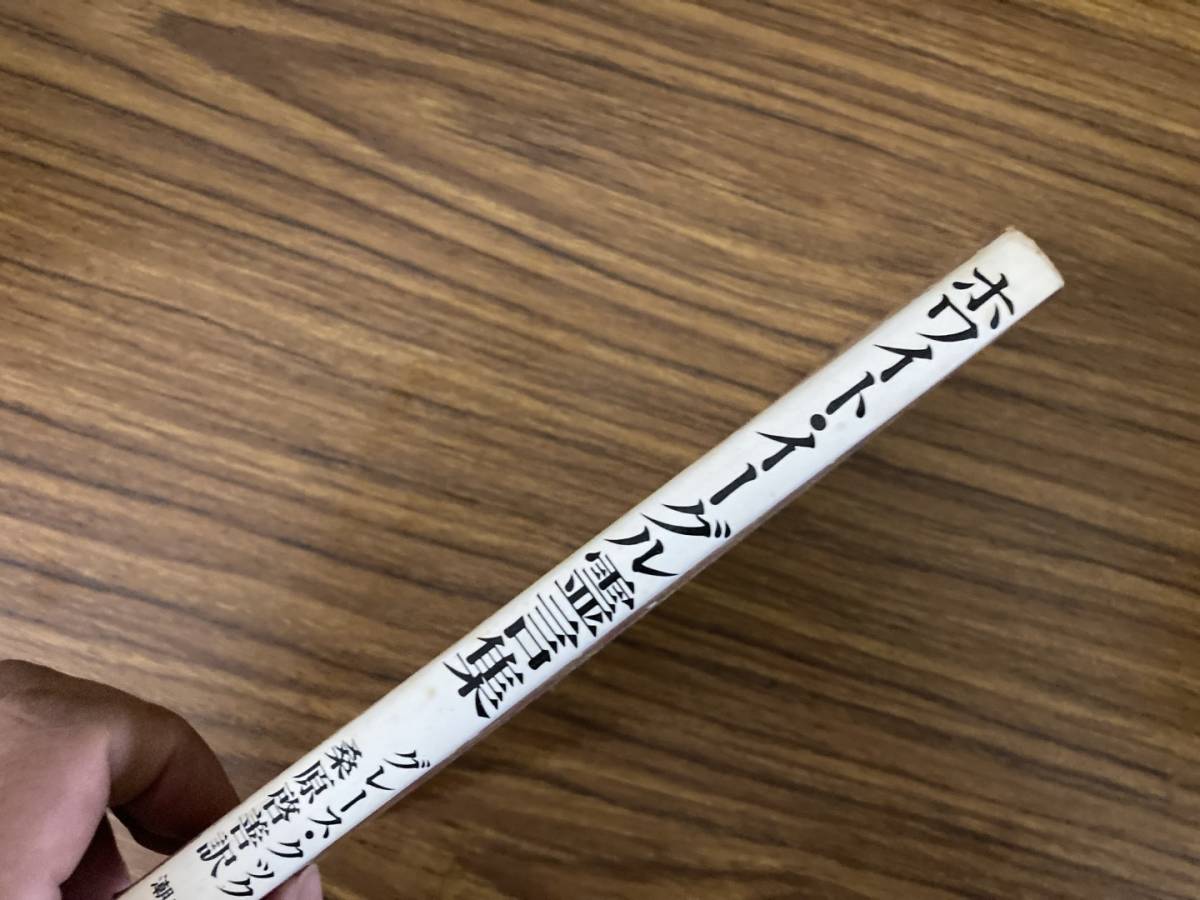 ホワイト・イーグル霊言集
グレース・クック
桑原啓善訳
潮